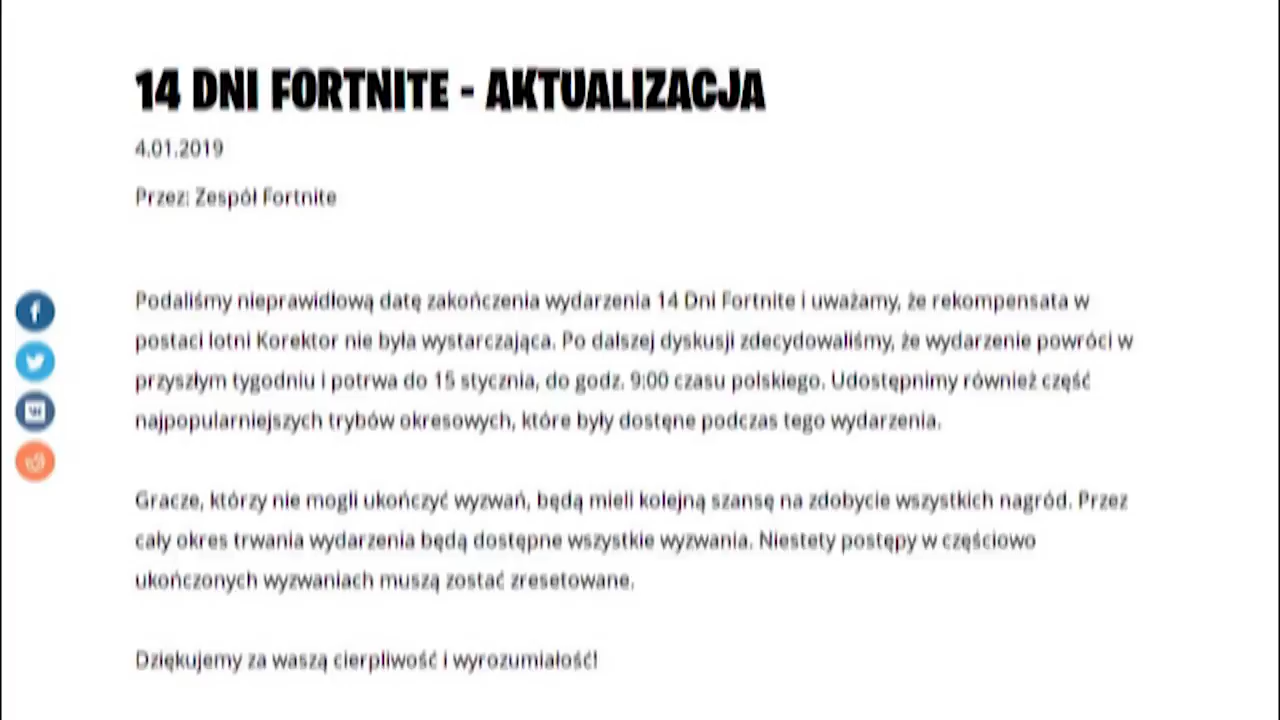 14 DNI FORTNITE - AKTUALIZACJA
4.01.2019
Przez: Zespół Fortnite
Podaliśmy nieprawidłową datę zakończenia wydarzenia 14 Dni Fortnite i uważamy, że rekompensata w
postaci lotni Korektor nie była wystarczająca. Po dalszej dyskusji zdecydowaliśmy, że wydarzenie powróci w
przyszłym tygodniu i potrwa do 15 stycznia, do godz. 9:00 czasu polskiego. Udostępnimy również część
najpopularniejszych trybów okresowych, które były dostęne podczas tego wydarzenia.
Gracze, którzy nie mogli ukończyć wyzwań, będą mieli kolejną szansę na zdobycie wszystkich nagród. Przez
cały okres trwania wydarzenia będą dostępne wszystkie wyzwania. Niestety postępy w częściowo
ukończonych wyzwaniach muszą zostać zresetowane.
Dziękujemy za waszą cierpliwość i wyrozumiałość!